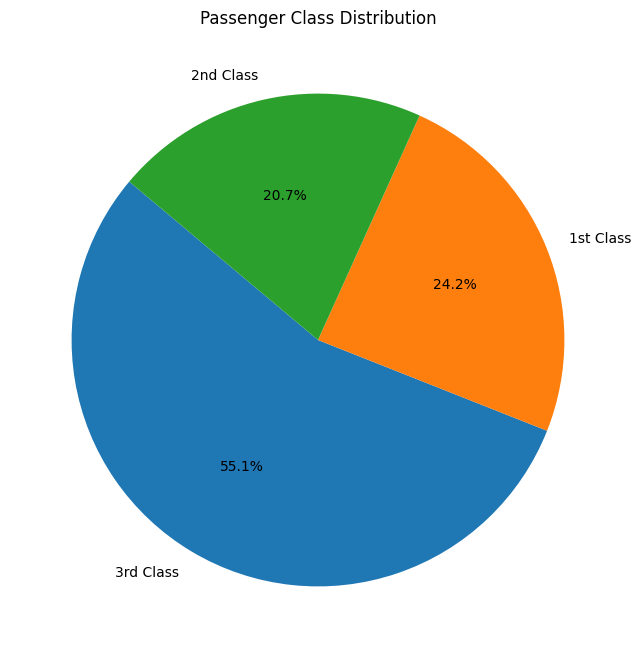 Passenger Class Distribution
2nd Class
20.7%
1st Class
24.2%
55.1%
3rd Class